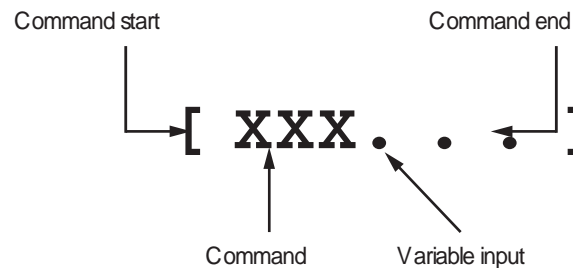 Command start Command end
[ XXX. . . ]
Command Variable input